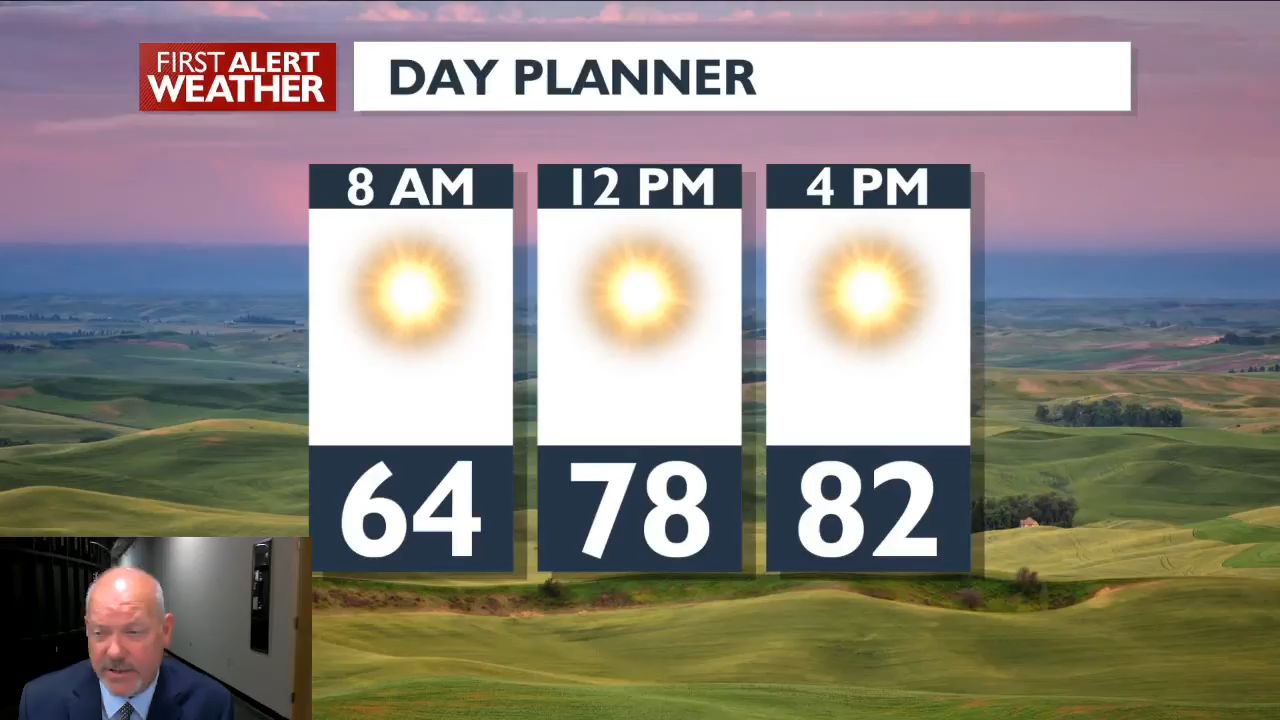 FIRST ALERT
WEATHER
DAY PLANNER
8 AM
12 PM
4 PM
64
78
82